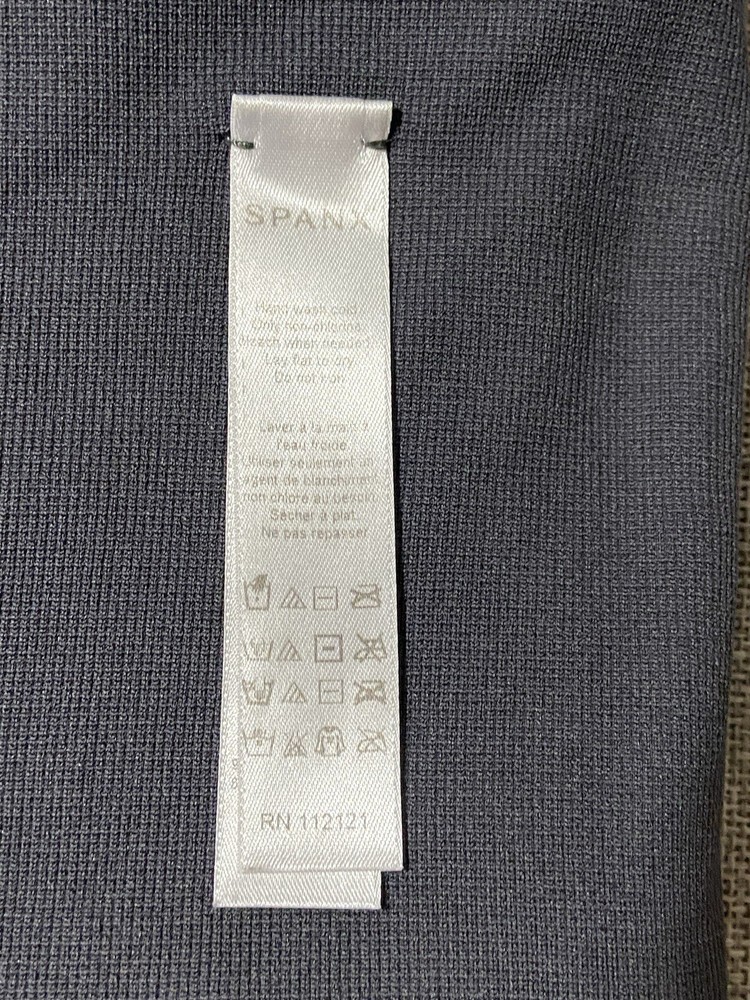 SPANX
Hand wash cold
Only non-chlorine
bleach when needed
Lay flat to dry
Do not iron
Laver à la main à
l'eau froide
Utiliser seulement un
agent de blanchiment
non chlore au besoin
Sécher à plat
Ne pas repasser
RN 112121